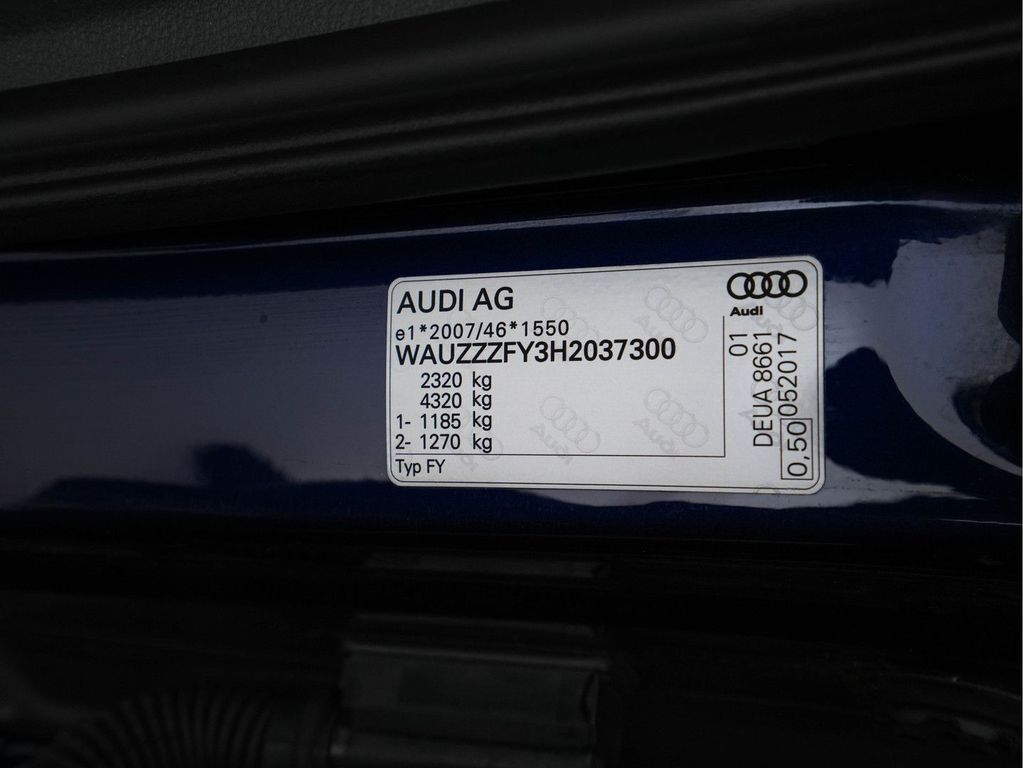 AUDI AG
e1*2007/46*1550
WAUZZZFY3H2037300
2320 kg
4320 kg
1- 1185 kg
2- 1270 kg
Typ FY
Audi
01
DEUA 8661
0,50 052017